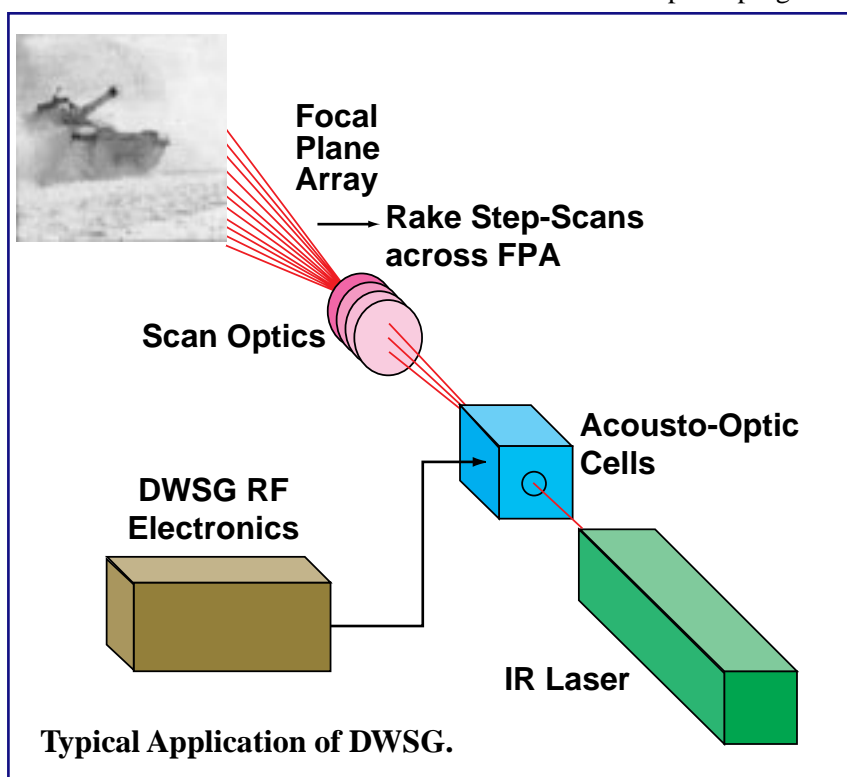 Focal
Plane
Array
Rake Step-Scans
across FPA
Scan Optics
Acousto-Optic
Cells
DWSG RF
Electronics
IR Laser
Typical Application of DWSG.